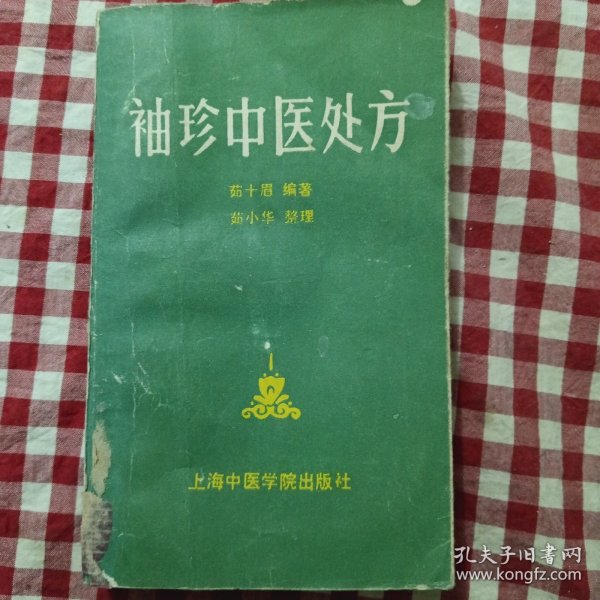 袖珍中医处方
茹十眉 编著
茹小华 整理
上海中医学院出版社
孔夫子旧书网
www.kongfz.com